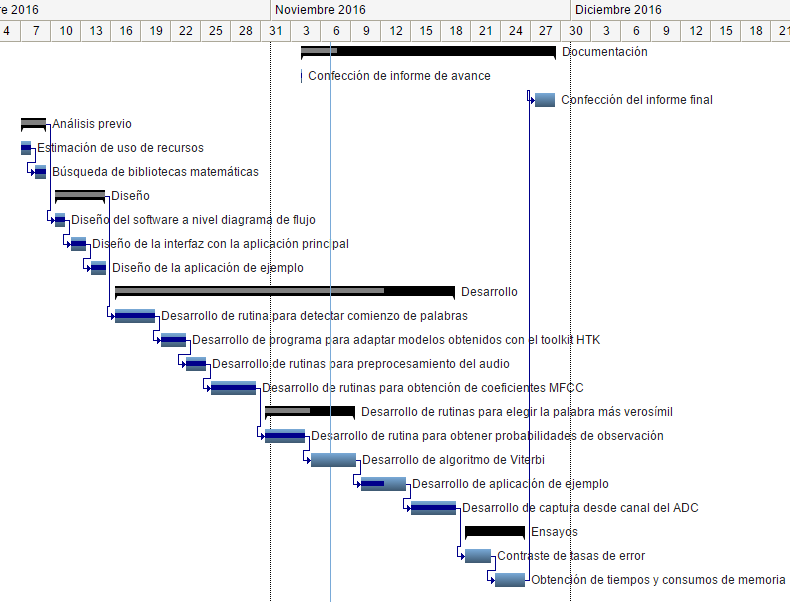 re 2016 Noviembre 2016 Diciembre 2016
4 7 10 13 16 19 22 25 28 31 3 6 9 12 15 18 21 24 27 30 3 6 9 12 15 18 21
Documentación
Confección de informe de avance
Confección del informe final
Análisis previo
Estimación de uso de recursos
Búsqueda de bibliotecas matemáticas
Diseño
Diseño del software a nivel diagrama de flujo
Diseño de la interfaz con la aplicación principal
Diseño de la aplicación de ejemplo
Desarrollo
Desarrollo de rutina para detectar comienzo de palabras
Desarrollo de programa para adaptar modelos obtenidos con el toolkit HTK
Desarrollo de rutinas para preprocesamiento del audio
Desarrollo de rutinas para obtención de coeficientes MFCC
Desarrollo de rutinas para elegir la palabra más verosímil
Desarrollo de rutina para obtener probabilidades de observación
Desarrollo de algoritmo de Viterbi
Desarrollo de aplicación de ejemplo
Desarrollo de captura desde canal del ADC
Ensayos
Contraste de tasas de error
Obtención de tiempos y consumos de memoria